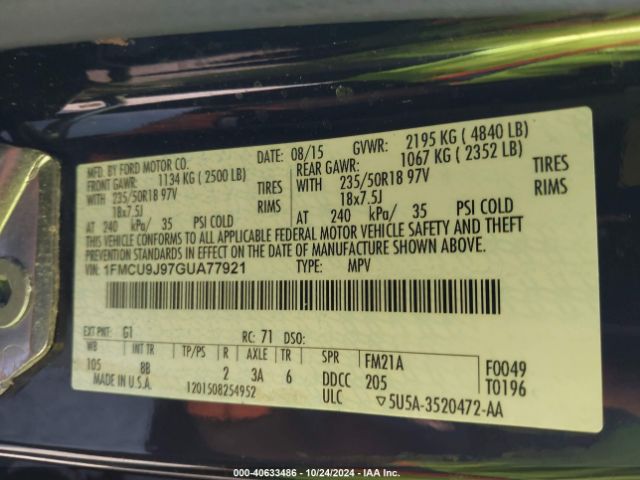 MFD. BY FORD MOTOR CO.
DATE: 08/15 GVWR: 2195 KG ( 4840 LB)
FRONT GAWR: 1134 KG ( 2500 LB)
REAR GAWR: 1067 KG ( 2352 LB)
WITH 235/50R18 97V TIRES
WITH 235/50R18 97V TIRES
18x7.5J RIMS
18x7.5J RIMS
AT 240 kPa/ 35 PSI COLD
AT 240 kPa/ 35 PSI COLD
THIS VEHICLE CONFORMS TO ALL APPLICABLE FEDERAL MOTOR VEHICLE SAFETY AND THEFT
PREVENTION STANDARDS IN EFFECT ON THE DATE OF MANUFACTURE SHOWN ABOVE.
VIN: 1FMCU9J97GUA77921 TYPE: MPV
EXT PNT: G1 RC: 71 DSO:
WB INT TR TP/PS R AXLE TR SPR FM21A F0049
105 BB 2 3A 6 DDCC 205 T0196
MADE IN U.S.A. 1201508254952 ULC ▽5U5A-3520472-AA
000-40633486 - 10/24/2024 - IAA Inc.